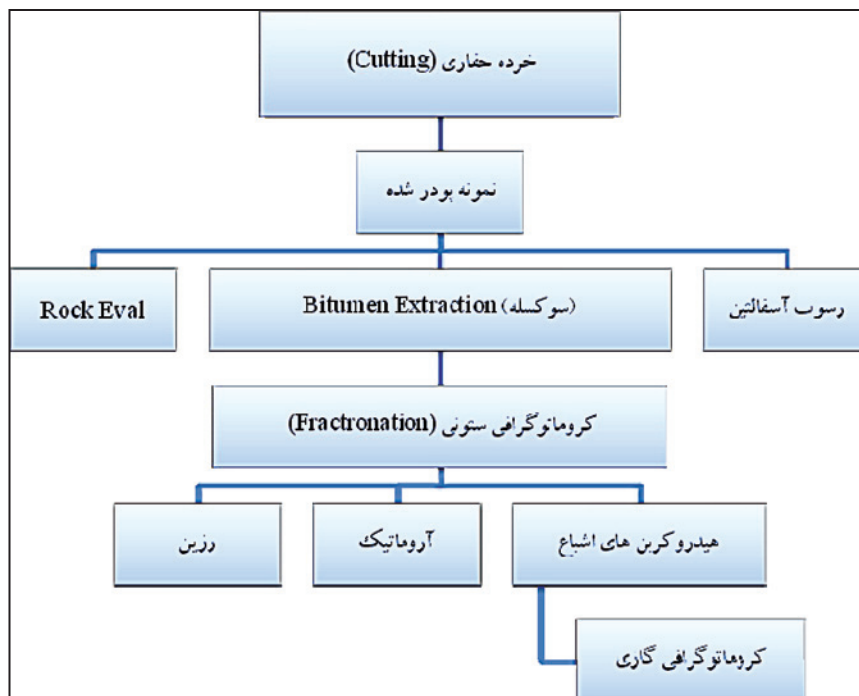 خرده حفاری (Cutting)
نمونه پودر شده
رسوب آسفالتین
(سوکسله) Bitumen Extraction
Rock Eval
کروماتوگرافی ستونی (Fractronation)
هیدروکربن های اشباع
آروماتیک
رزین
کروماتوگرافی گاری